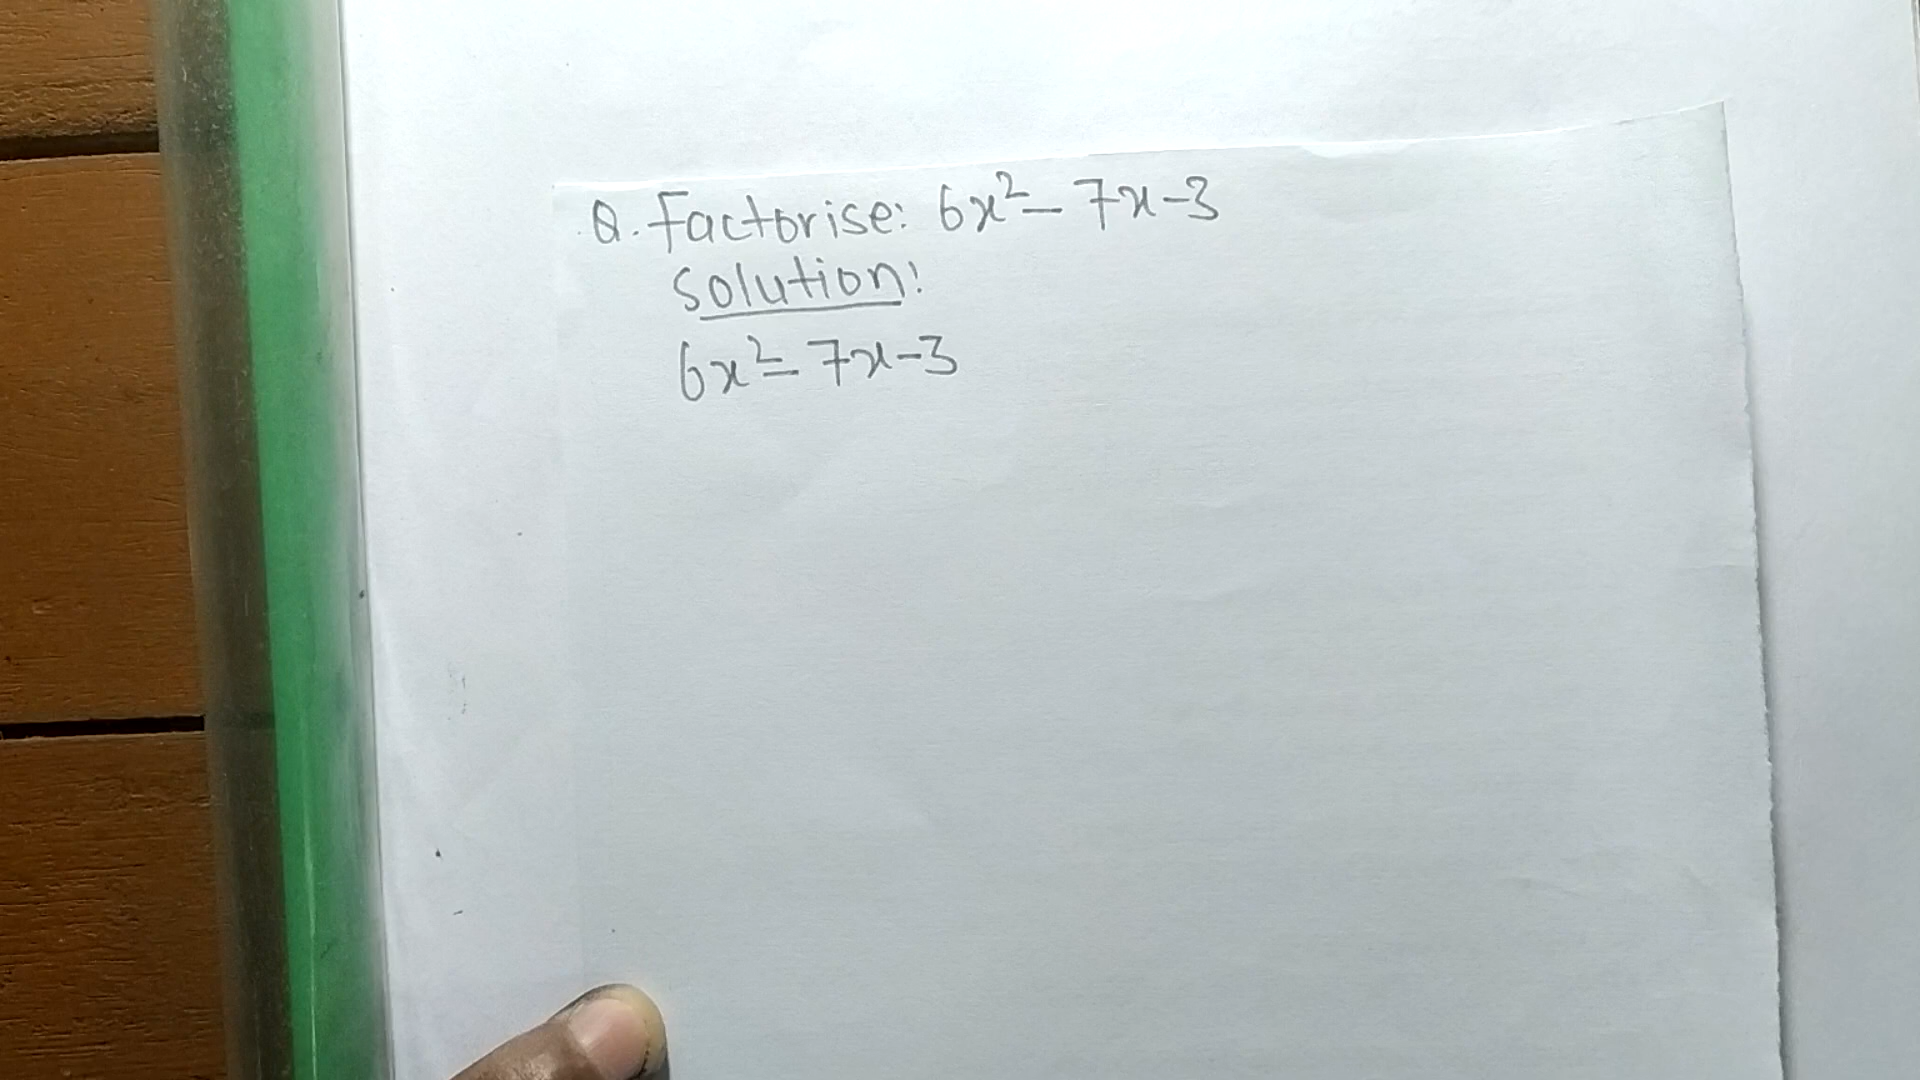 Q. Factorise: 6x² - 7x-3
Solution:
6x² - 7x-3